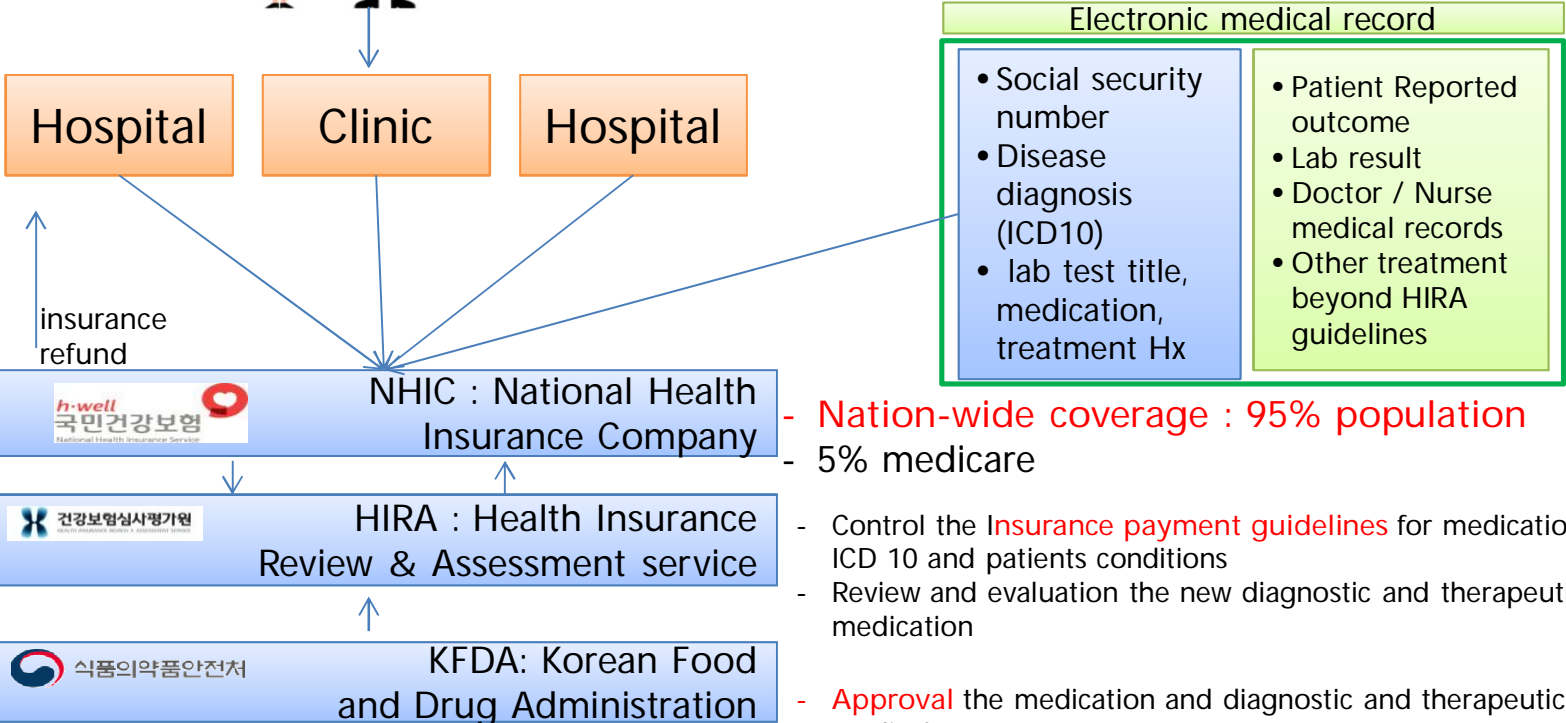 Electronic medical record
Hospital
Clinic
Hospital
• Social security
number
• Disease
diagnosis
(ICD10)
• lab test title,
medication,
treatment Hx
• Patient Reported
outcome
• Lab result
• Doctor / Nurse
medical records
• Other treatment
beyond HIRA
guidelines
insurance
refund
h·well
국민건강보험
National Health Insurance Service
NHIC : National Health
Insurance Company
- Nation-wide coverage : 95% population
- 5% medicare
건강보험심사평가원
HEALTH INSURANCE REVIEW & ASSESSMENT SERVICE
HIRA : Health Insurance
Review & Assessment service
- Control the Insurance payment guidelines for medicatio
ICD 10 and patients conditions
- Review and evaluation the new diagnostic and therapeut
medication
식품의약품안전처
KFDA: Korean Food
and Drug Administration
- Approval the medication and diagnostic and therapeutic